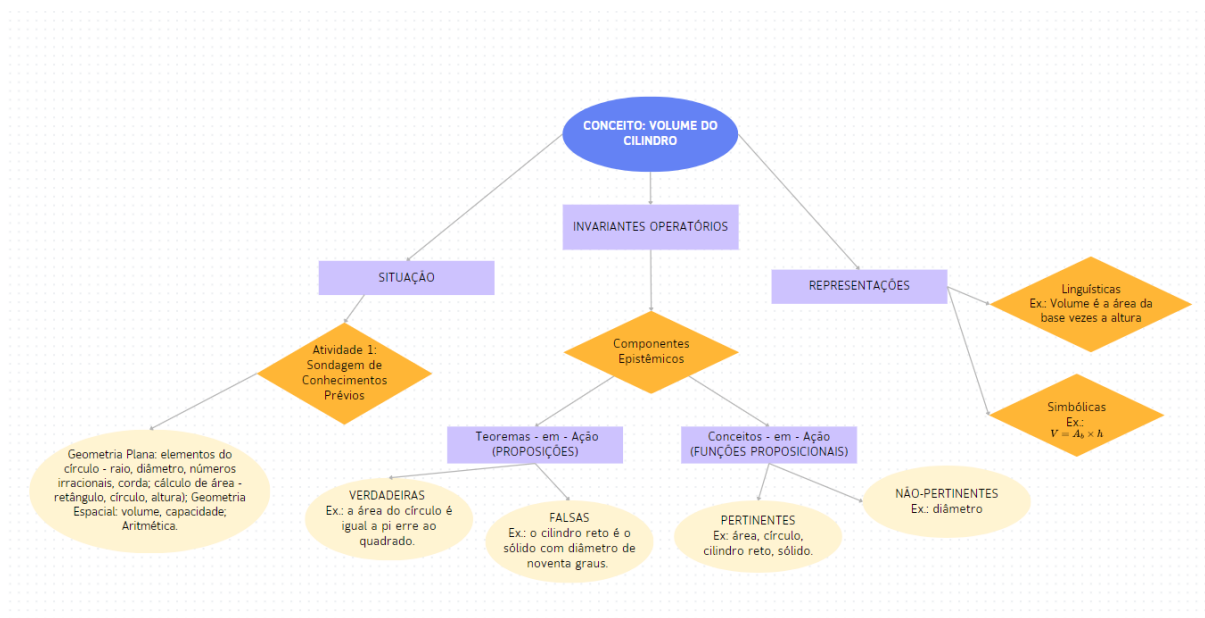 CONCEITO: VOLUME DO
CILINDRO
INVARIANTES OPERATÓRIOS
SITUAÇÃO
REPRESENTAÇÕES
Linguísticas
Ex.: Volume é a área da
base vezes a altura
Atividade 1:
Sondagem de
Conhecimentos
Prévios
Componentes
Epistêmicos
Simbólicas
Ex.:
V = A_b × h
Teoremas - em - Ação
(PROPOSIÇÕES)
Conceitos - em - Ação
(FUNÇÕES PROPOSICIONAIS)
Geometria Plana: elementos do
círculo - raio, diâmetro, números
irracionais, corda; cálculo de área -
retângulo, círculo, altura); Geometria
Espacial: volume, capacidade;
Aritmética.
VERDADEIRAS
Ex.: a área do círculo é
igual a pi erre ao
quadrado.
FALSAS
Ex.: o cilindro reto é o
sólido com diâmetro de
noventa graus.
PERTINENTES
Ex: área, círculo,
cilindro reto, sólido.
NÃO-PERTINENTES
Ex.: diâmetro